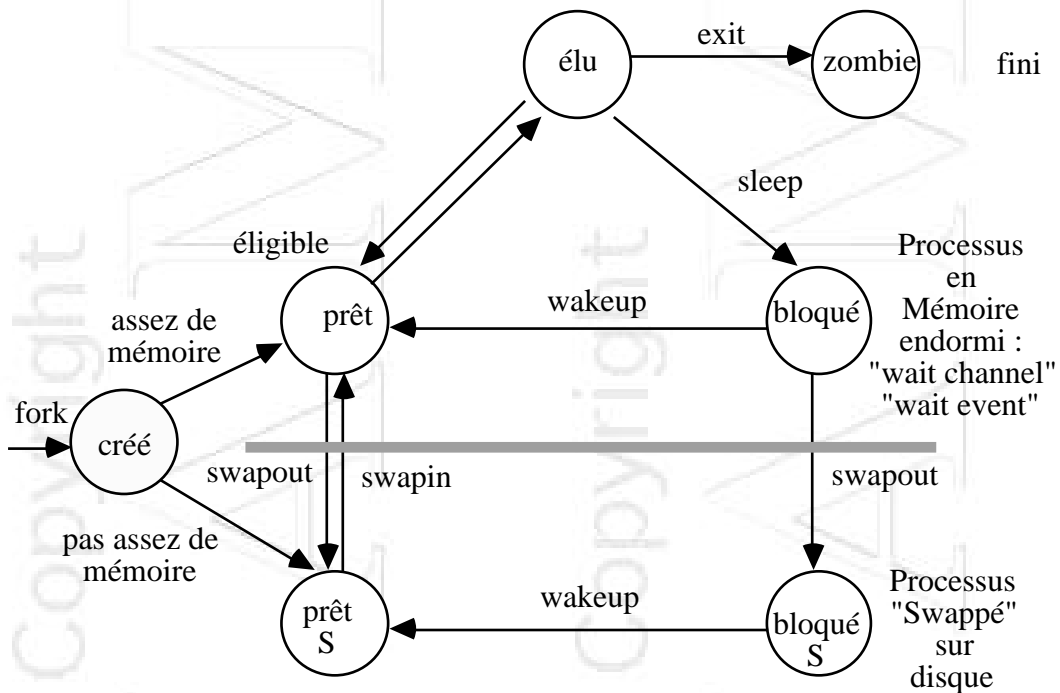 exit
élu
zombie
fini
sleep
éligible
Processus
en
Mémoire
endormi :
"wait channel"
"wait event"
prêt
wakeup
bloqué
assez de
mémoire
fork
créé
swapout
swapin
swapout
pas assez de
mémoire
prêt
S
wakeup
bloqué
S
Processus
"Swappé"
sur
disque
Copyright
Copyright